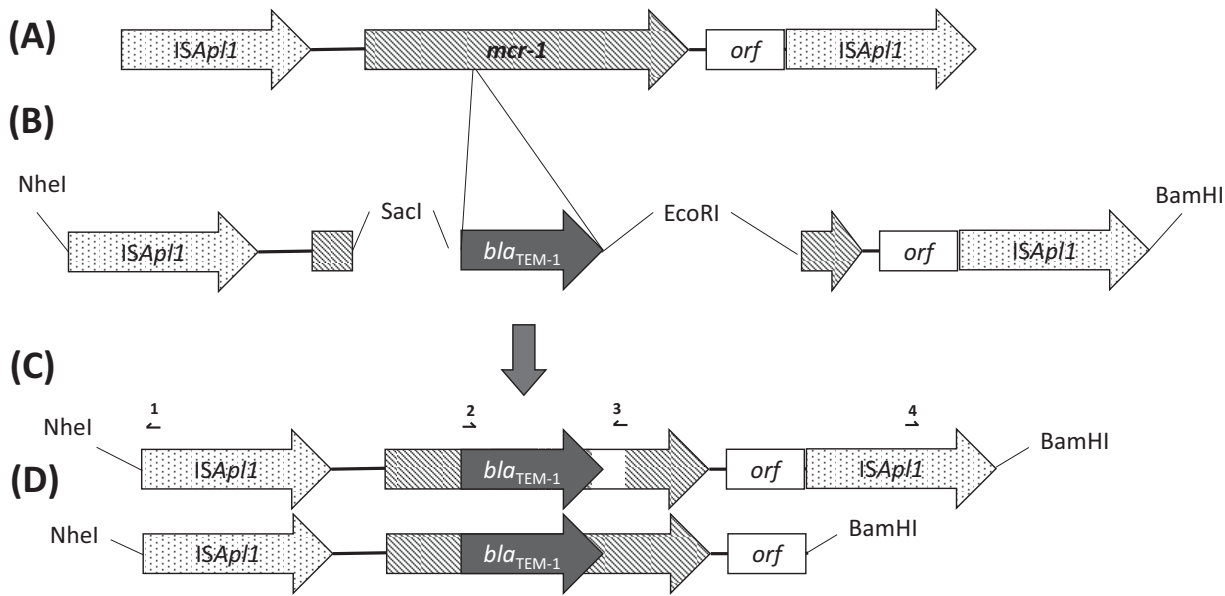 (A)
ISApl1 mcr-1 orf ISApl1
(B)
NheI SacI EcoRI BamHI
ISApl1 blaTEM-1 orf ISApl1
(C)
1 2 3 4
NheI BamHI
ISApl1 blaTEM-1 orf ISApl1
(D)
NheI BamHI
ISApl1 blaTEM-1 orf